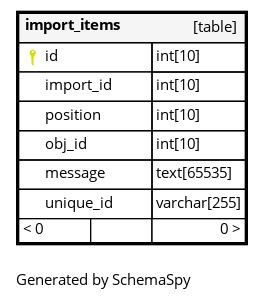 import_items [table]
id int[10]
import_id int[10]
position int[10]
obj_id int[10]
message text[65535]
unique_id varchar[255]
< 0 0 >
Generated by SchemaSpy